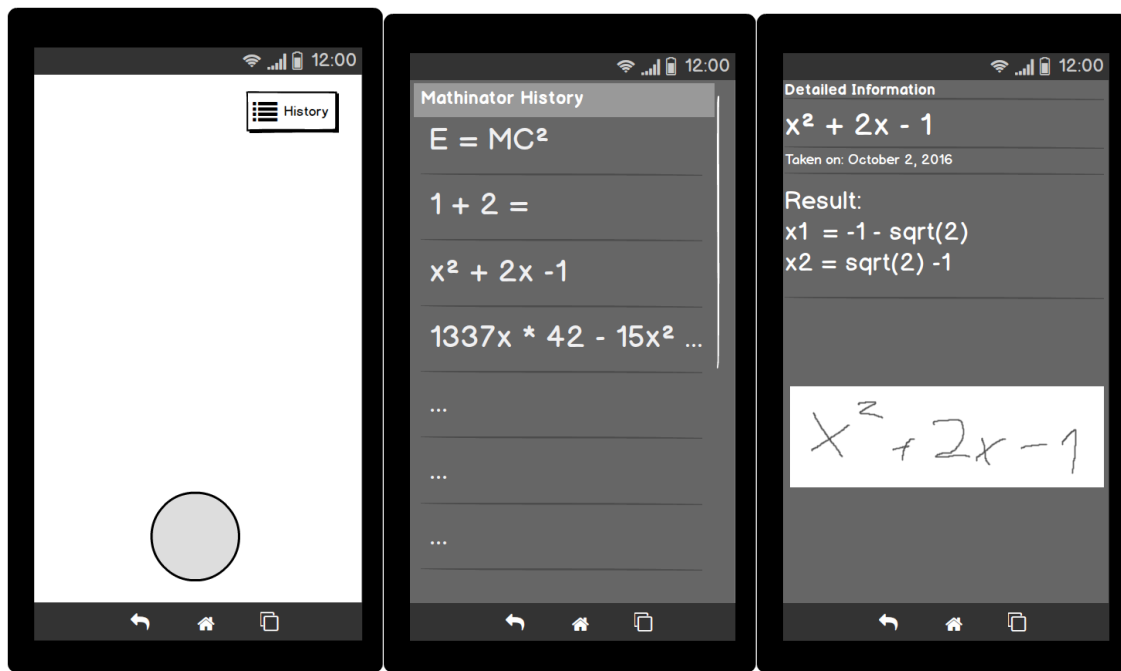 12:00
History
12:00
Mathinator History
E = MC²
1 + 2 =
x² + 2x -1
1337x * 42 - 15x² ...
...
...
...
12:00
Detailed Information
x² + 2x - 1
Taken on: October 2, 2016
Result:
x1 = -1 - sqrt(2)
x2 = sqrt(2) -1
x² + 2x - 1